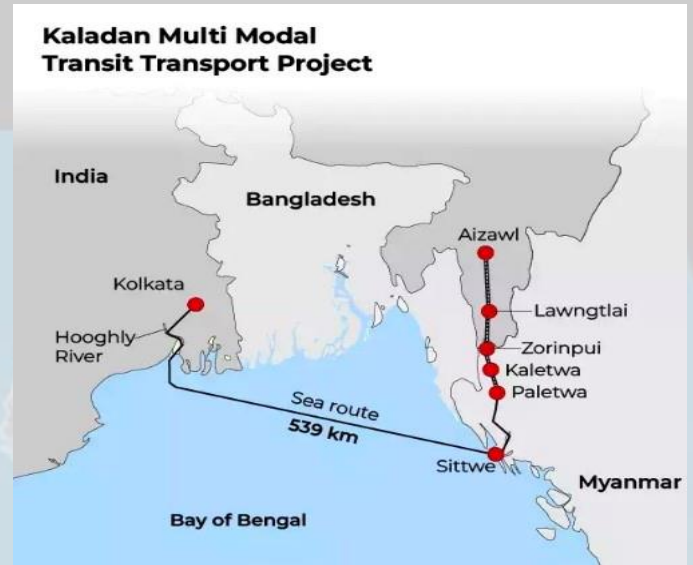 Kaladan Multi Modal
Transit Transport Project
India
Bangladesh
Aizawl
Kolkata
Lawngtlai
Hooghly
River
Zorinpui
Kaletwa
Paletwa
Sea route
539 km
Sittwe
Myanmar
Bay of Bengal